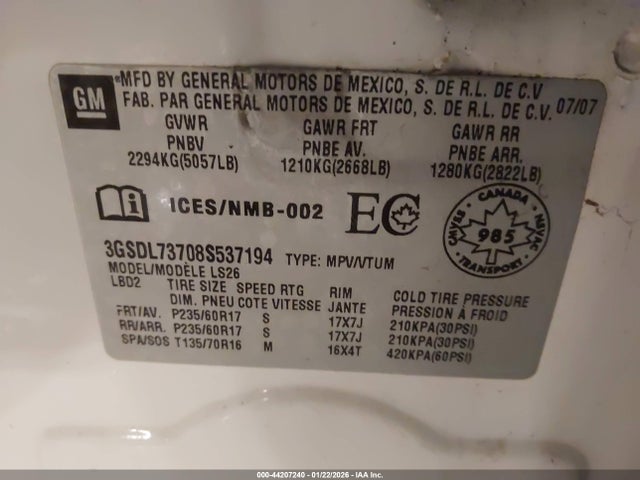 GM
MFD BY GENERAL MOTORS DE MEXICO, S. DE R.L. DE C.V
FAB. PAR GENERAL MOTORS DE MEXICO, S. DE R.L. DE C.V. 07/07
GVWR GAWR FRT GAWR RR
PNBV PNBE AV. PNBE ARR.
2294KG(5057LB) 1210KG(2668LB) 1280KG(2822LB)
i ICES/NMB-002 EC
CANADA
CMVSS 985 NSVAC
TRANSPORT
3GSDL73708S537194 TYPE: MPV/VTUM
MODEL/MODÈLE LS26
LBD2 TIRE SIZE SPEED RTG RIM COLD TIRE PRESSURE
DIM. PNEU COTE VITESSE JANTE PRESSION À FROID
FRT/AV. P235/60R17 S 17X7J 210KPA(30PSI)
RR/ARR. P235/60R17 S 17X7J 210KPA(30PSI)
SPA/SOS T135/70R16 M 16X4T 420KPA(60PSI)
000-44207240 - 01/22/2026 - IAA Inc.